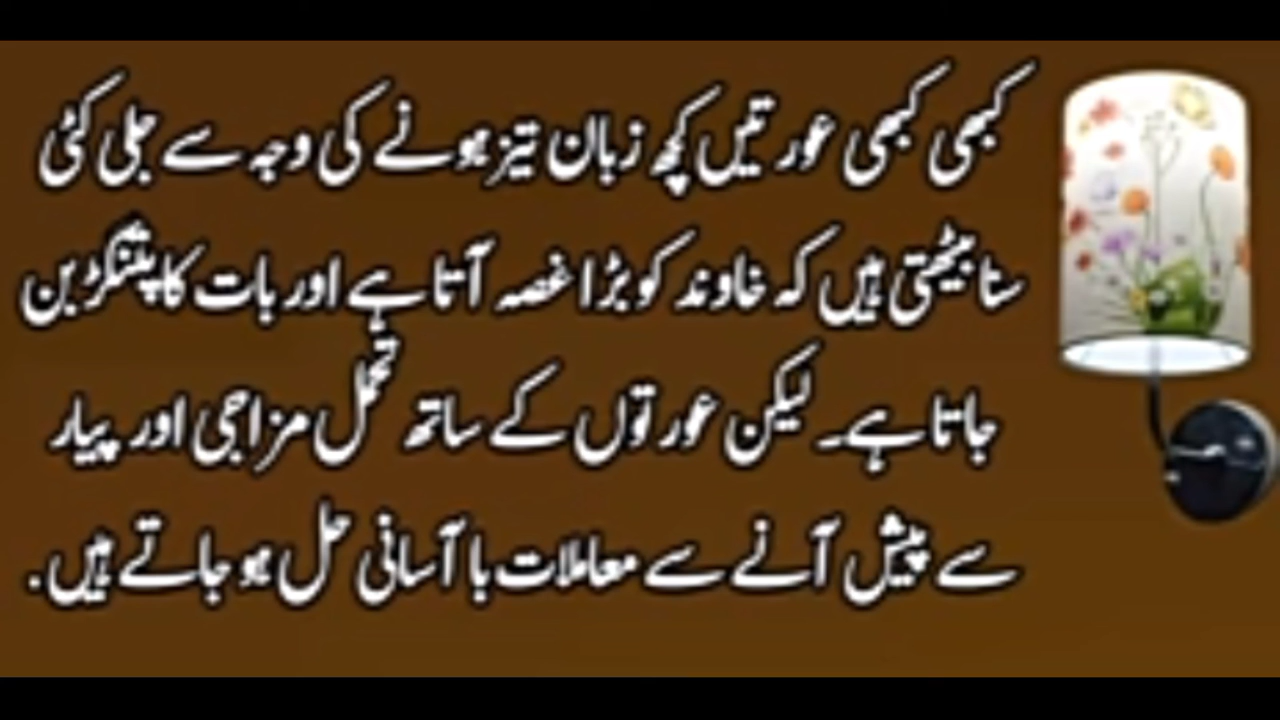 کبھی کبھی عورتیں کچھ زبان تیز ہونے کی وجہ سے جلی کٹی
سنا بیٹھتی ہیں کہ خاوند کو بڑا غصہ آتا ہے اور بات کا بتنگڑ بن
جاتا ہے۔ لیکن عورتوں کے ساتھ تحمل مزاجی اور پیار
سے پیش آنے سے معاملات با آسانی حل ہو جاتے ہیں.